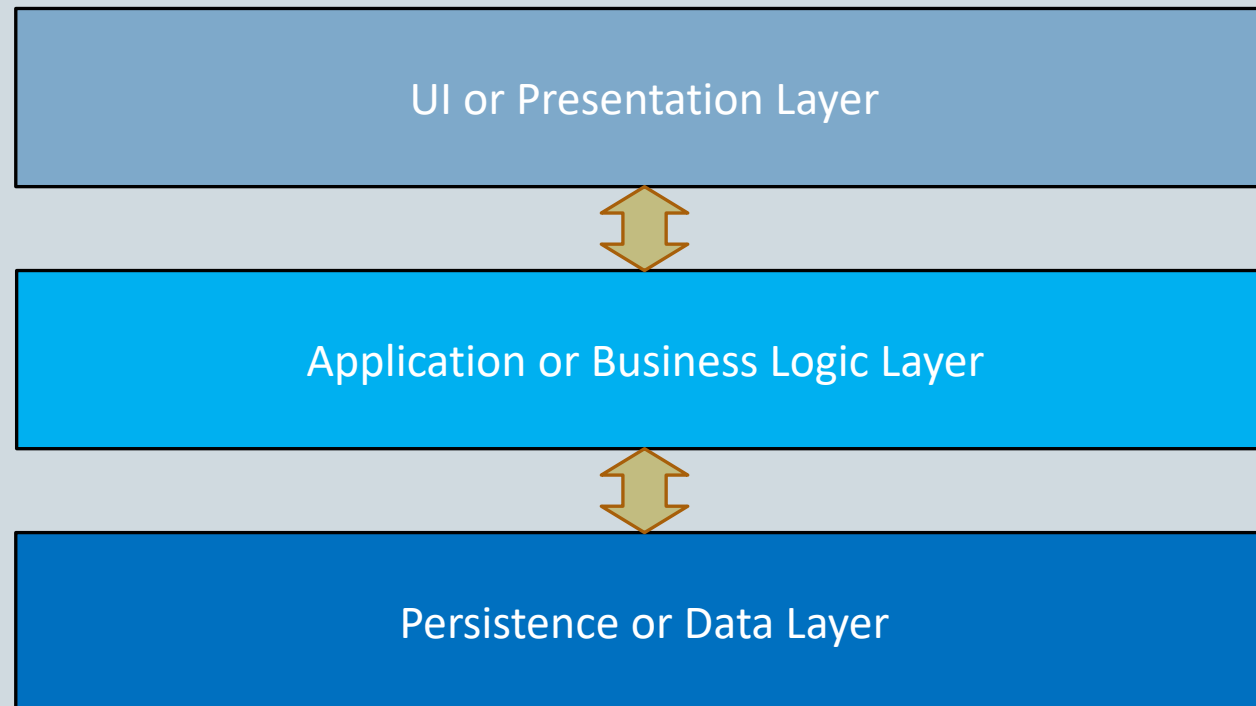 UI or Presentation Layer
Application or Business Logic Layer
Persistence or Data Layer